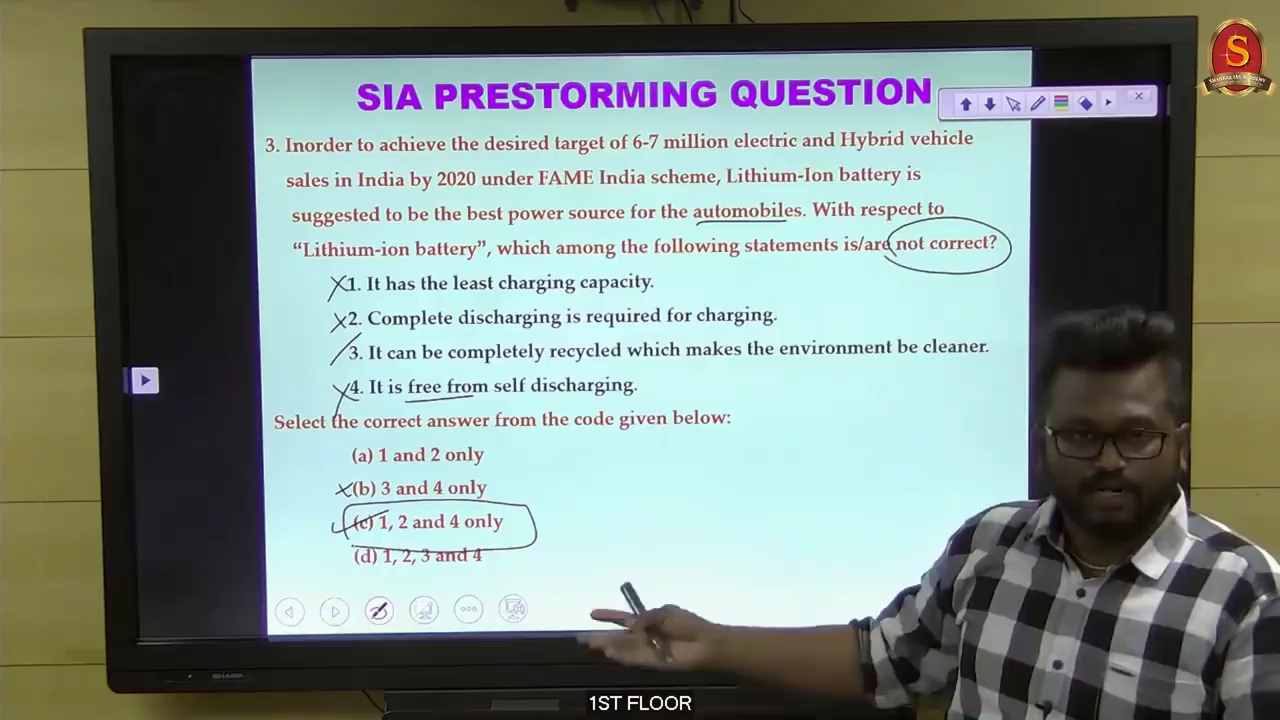 SIA PRESTORMING QUESTION
3. Inorder to achieve the desired target of 6-7 million electric and Hybrid vehicle
sales in India by 2020 under FAME India scheme, Lithium-Ion battery is
suggested to be the best power source for the automobiles. With respect to
“Lithium-ion battery”, which among the following statements is/are not correct?
1. It has the least charging capacity.
2. Complete discharging is required for charging.
3. It can be completely recycled which makes the environment be cleaner.
4. It is free from self discharging.
Select the correct answer from the code given below:
(a) 1 and 2 only
(b) 3 and 4 only
(c) 1, 2 and 4 only
(d) 1, 2, 3 and 4
SHARP
S
SHANKAR IAS ACADEMY
1ST FLOOR